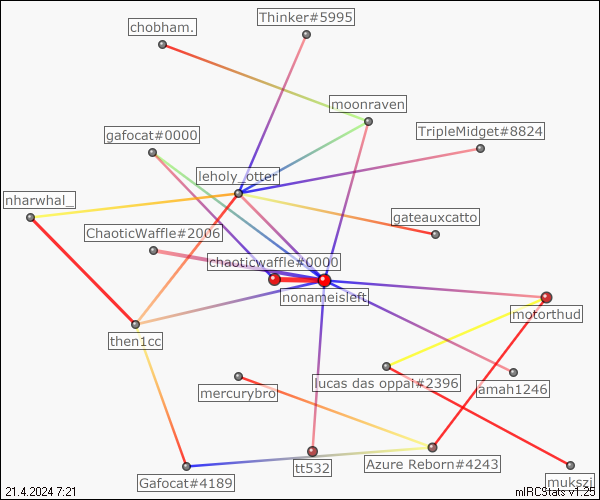 Thinker#5995
chobham.
moonraven
gafocat#0000
TripleMidget#8824
leholy_otter
nharwhal_
gateauxcatto
ChaoticWaffle#2006
chaoticwaffle#0000
nonameisleft
motorthud
then1cc
lucas das oppai#2396
amah1246
mercurybro
tt532
Azure Reborn#4243
Gafocat#4189
mukszi
21.4.2024 7:21
mIRCStats v1.25